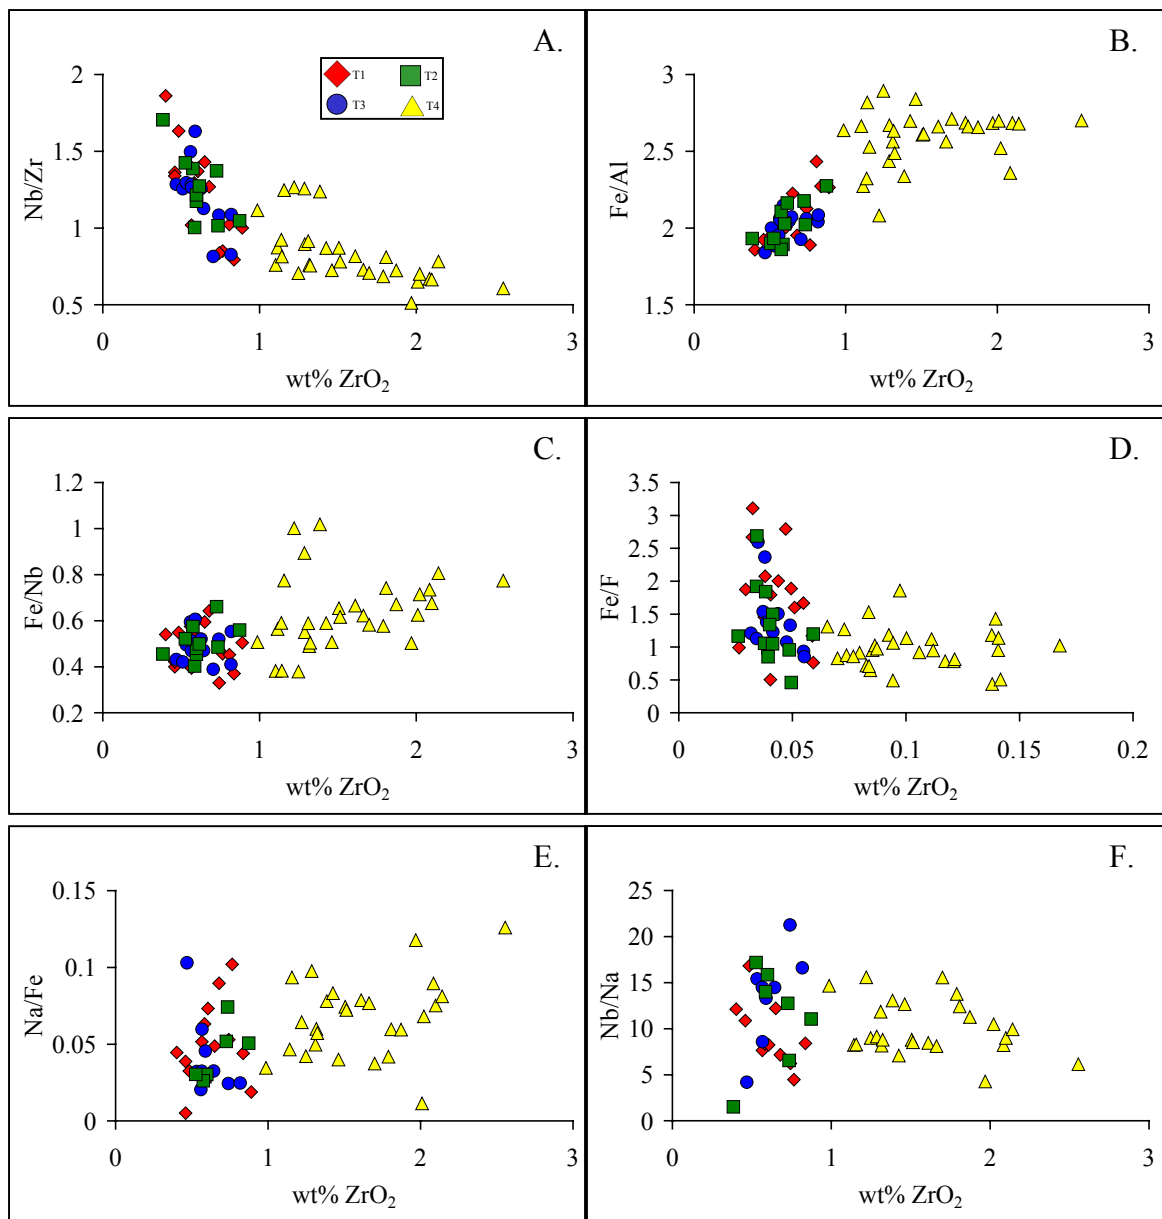 A.
2
1.5
1
0.5
0 1 2 3
Nb/Zr
wt% ZrO₂
T1 T2
T3 T4
B.
3
2.5
2
1.5
0 1 2 3
Fe/Al
wt% ZrO₂
C.
1.2
1
0.8
0.6
0.4
0.2
0 1 2 3
Fe/Nb
wt% ZrO₂
D.
3.5
3
2.5
2
1.5
1
0.5
0
0 0.05 0.1 0.15 0.2
Fe/F
wt% ZrO₂
E.
0.15
0.1
0.05
0
0 1 2 3
Na/Fe
wt% ZrO₂
F.
25
20
15
10
5
0
0 1 2 3
Nb/Na
wt% ZrO₂